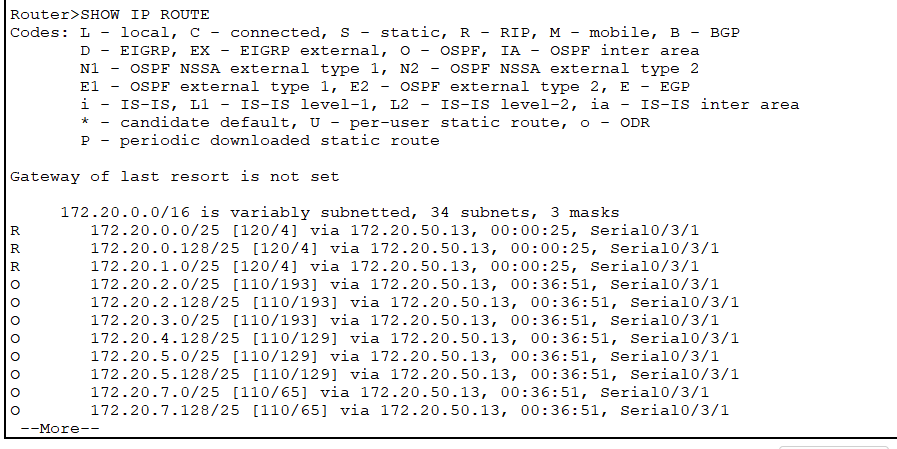 Router>SHOW IP ROUTE
Codes: L - local, C - connected, S - static, R - RIP, M - mobile, B - BGP
D - EIGRP, EX - EIGRP external, O - OSPF, IA - OSPF inter area
N1 - OSPF NSSA external type 1, N2 - OSPF NSSA external type 2
E1 - OSPF external type 1, E2 - OSPF external type 2, E - EGP
i - IS-IS, L1 - IS-IS level-1, L2 - IS-IS level-2, ia - IS-IS inter area
* - candidate default, U - per-user static route, o - ODR
P - periodic downloaded static route
Gateway of last resort is not set
172.20.0.0/16 is variably subnetted, 34 subnets, 3 masks
R 172.20.0.0/25 [120/4] via 172.20.50.13, 00:00:25, Serial0/3/1
R 172.20.0.128/25 [120/4] via 172.20.50.13, 00:00:25, Serial0/3/1
R 172.20.1.0/25 [120/4] via 172.20.50.13, 00:00:25, Serial0/3/1
O 172.20.2.0/25 [110/193] via 172.20.50.13, 00:36:51, Serial0/3/1
O 172.20.2.128/25 [110/193] via 172.20.50.13, 00:36:51, Serial0/3/1
O 172.20.3.0/25 [110/193] via 172.20.50.13, 00:36:51, Serial0/3/1
O 172.20.4.128/25 [110/129] via 172.20.50.13, 00:36:51, Serial0/3/1
O 172.20.5.0/25 [110/129] via 172.20.50.13, 00:36:51, Serial0/3/1
O 172.20.5.128/25 [110/129] via 172.20.50.13, 00:36:51, Serial0/3/1
O 172.20.7.0/25 [110/65] via 172.20.50.13, 00:36:51, Serial0/3/1
O 172.20.7.128/25 [110/65] via 172.20.50.13, 00:36:51, Serial0/3/1
--More--